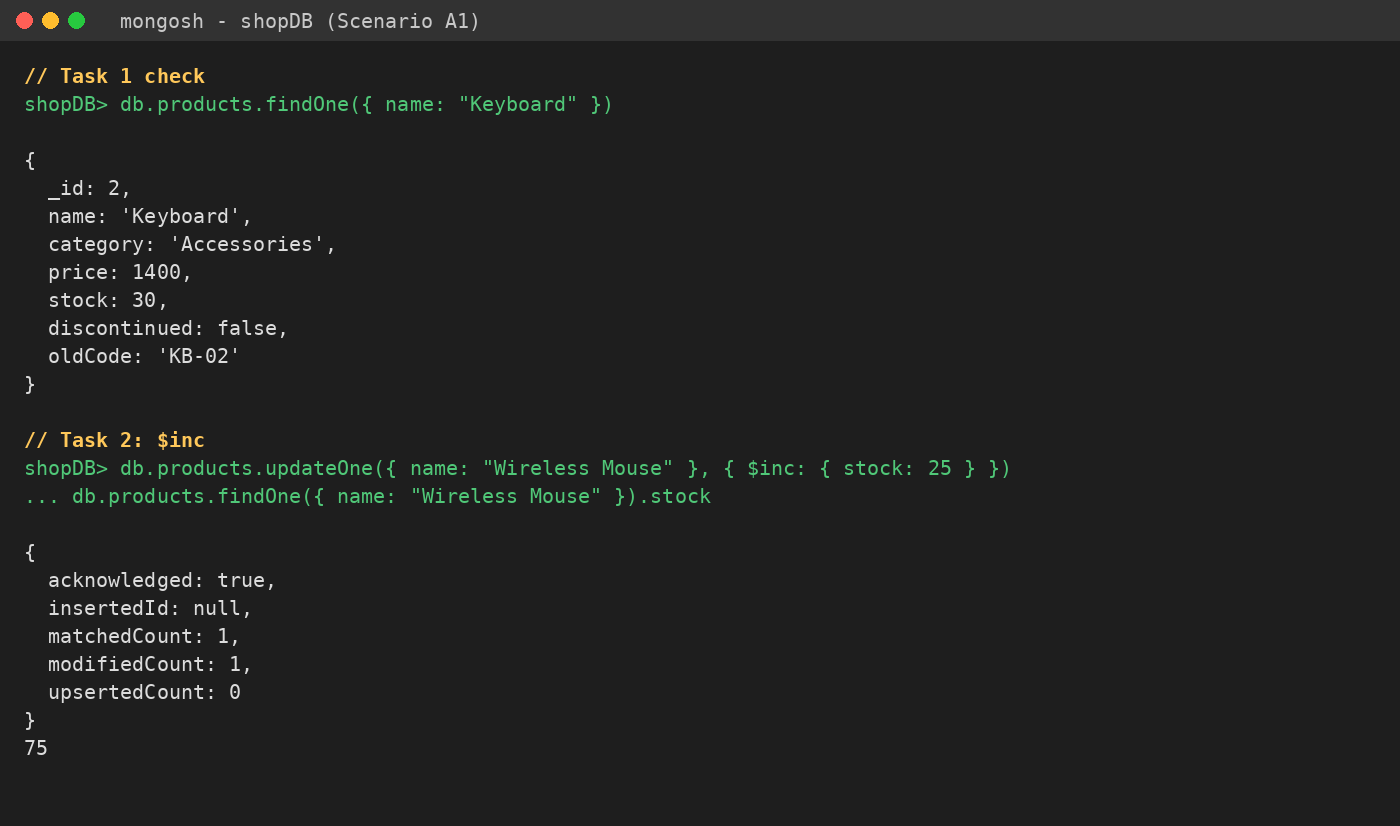 mongosh - shopDB (Scenario A1)
// Task 1 check
shopDB> db.products.findOne({ name: "Keyboard" })
{
  _id: 2,
  name: 'Keyboard',
  category: 'Accessories',
  price: 1400,
  stock: 30,
  discontinued: false,
  oldCode: 'KB-02'
}
// Task 2: $inc
shopDB> db.products.updateOne({ name: "Wireless Mouse" }, { $inc: { stock: 25 } })
... db.products.findOne({ name: "Wireless Mouse" }).stock
{
  acknowledged: true,
  insertedId: null,
  matchedCount: 1,
  modifiedCount: 1,
  upsertedCount: 0
}
75